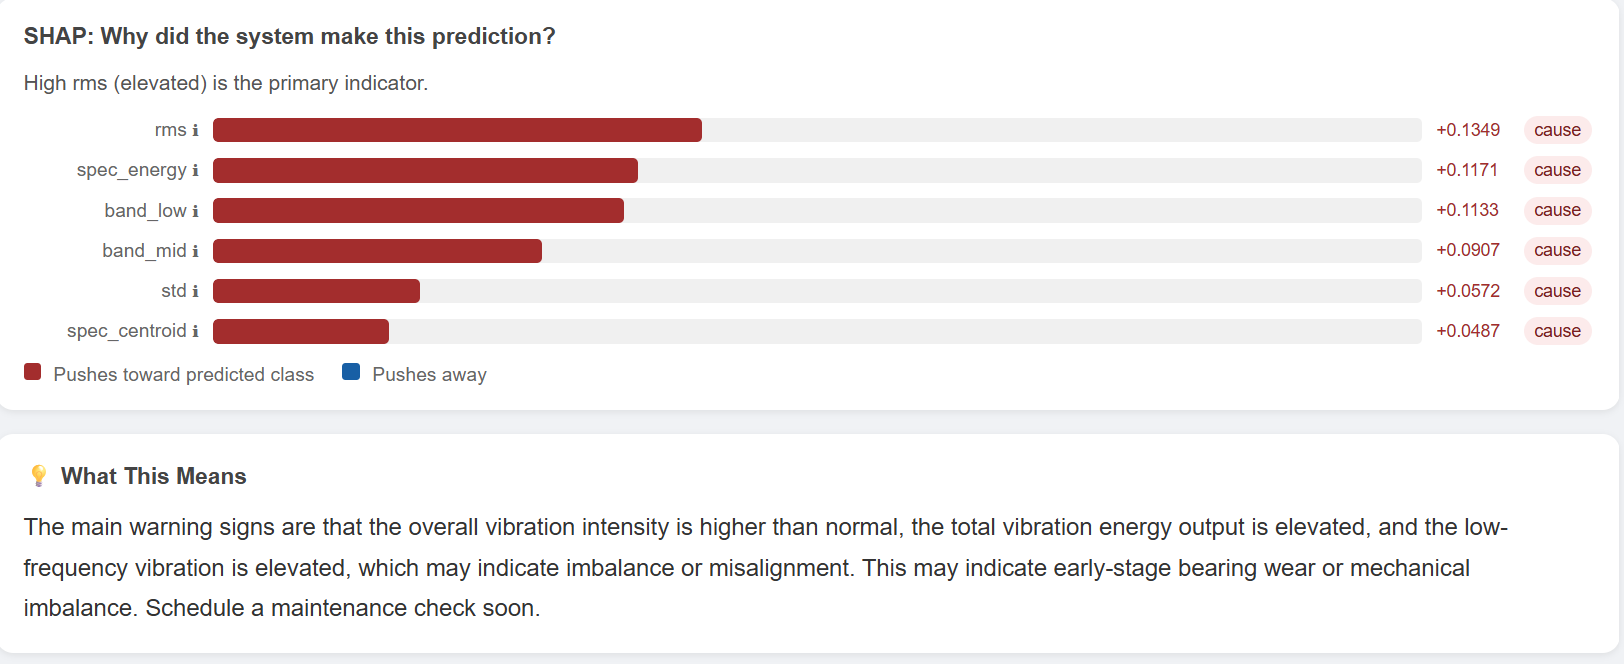 SHAP: Why did the system make this prediction?
High rms (elevated) is the primary indicator.
rms ℹ +0.1349 cause
spec_energy ℹ +0.1171 cause
band_low ℹ +0.1133 cause
band_mid ℹ +0.0907 cause
std ℹ +0.0572 cause
spec_centroid ℹ +0.0487 cause
Pushes toward predicted class Pushes away
💡 What This Means
The main warning signs are that the overall vibration intensity is higher than normal, the total vibration energy output is elevated, and the low-
frequency vibration is elevated, which may indicate imbalance or misalignment. This may indicate early-stage bearing wear or mechanical
imbalance. Schedule a maintenance check soon.